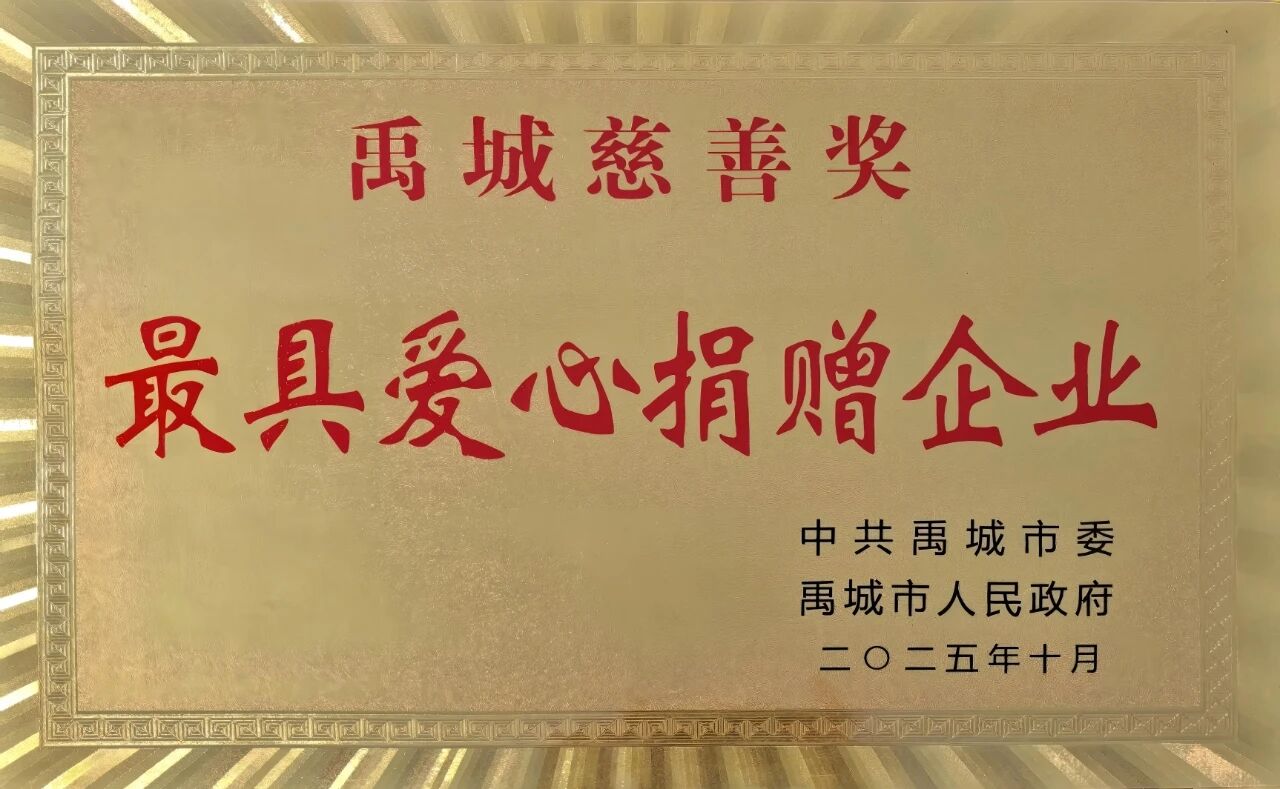 禹城慈善奖
最具爱心捐赠企业
中共禹城市委
禹城市人民政府
二〇二五年十月